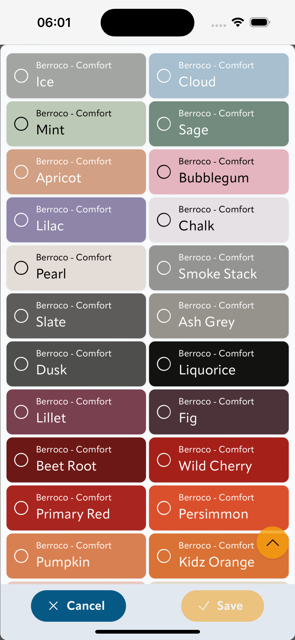 06:01
Berroco - Comfort
Ice
Berroco - Comfort
Cloud
Berroco - Comfort
Mint
Berroco - Comfort
Sage
Berroco - Comfort
Apricot
Berroco - Comfort
Bubblegum
Berroco - Comfort
Lilac
Berroco - Comfort
Chalk
Berroco - Comfort
Pearl
Berroco - Comfort
Smoke Stack
Berroco - Comfort
Slate
Berroco - Comfort
Ash Grey
Berroco - Comfort
Dusk
Berroco - Comfort
Liquorice
Berroco - Comfort
Lillet
Berroco - Comfort
Fig
Berroco - Comfort
Beet Root
Berroco - Comfort
Wild Cherry
Berroco - Comfort
Primary Red
Berroco - Comfort
Persimmon
Berroco - Comfort
Pumpkin
Berroco - Comfort
Kidz Orange
Cancel
Save